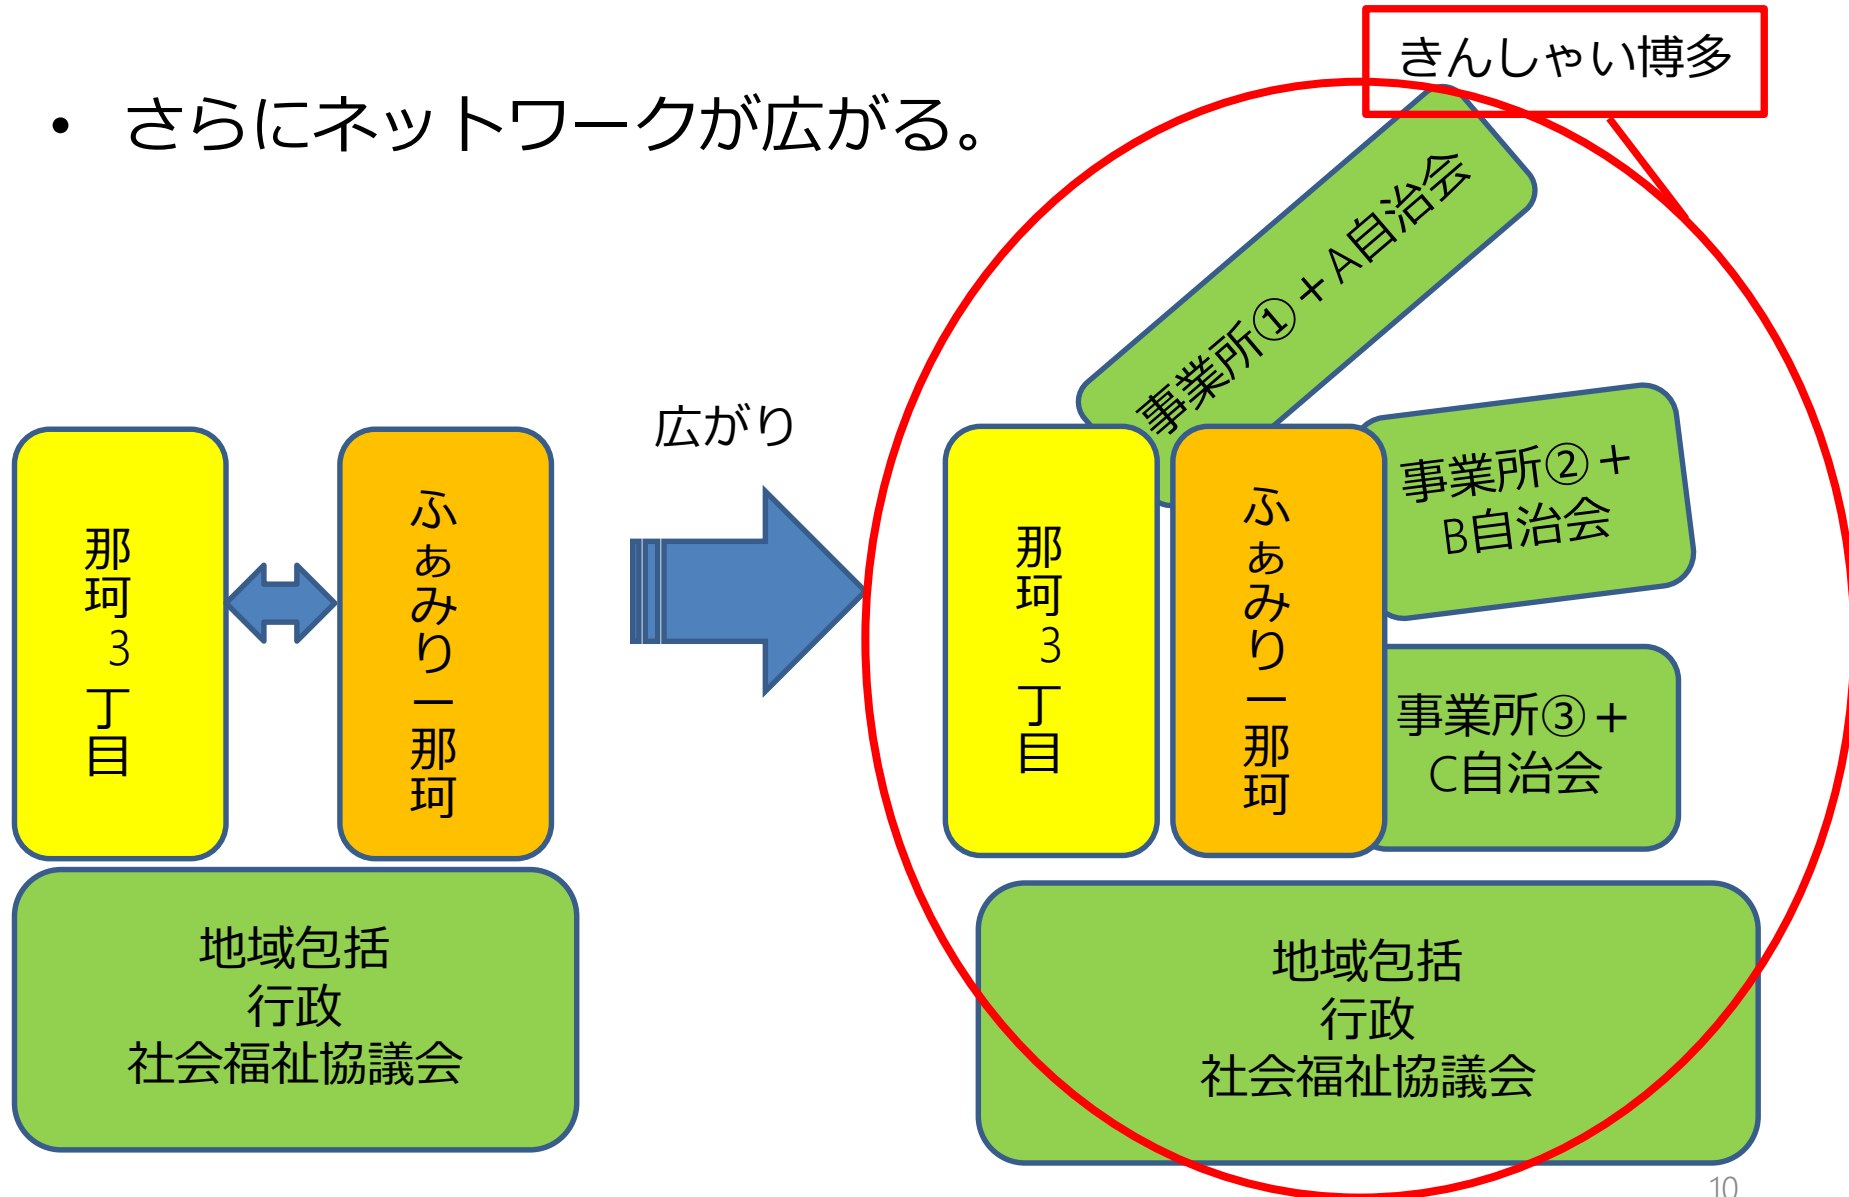 きんしゃい博多
• さらにネットワークが広がる。
那珂3丁目
ふぁみりー那珂
地域包括
行政
社会福祉協議会
広がり
事業所①+A自治会
那珂3丁目
ふぁみりー那珂
事業所②+
B自治会
事業所③+
C自治会
地域包括
行政
社会福祉協議会
10